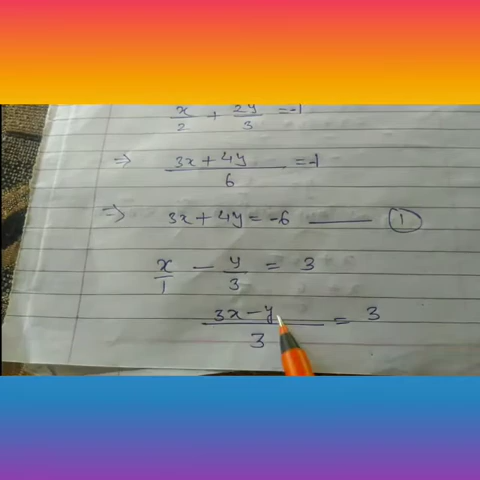 x/2 + 2y/3 = -1
⇒ (3x + 4y)/6 = -1
⇒ 3x + 4y = -6 ——— ①
x/1 - y/3 = 3
(3x - y)/3 = 3